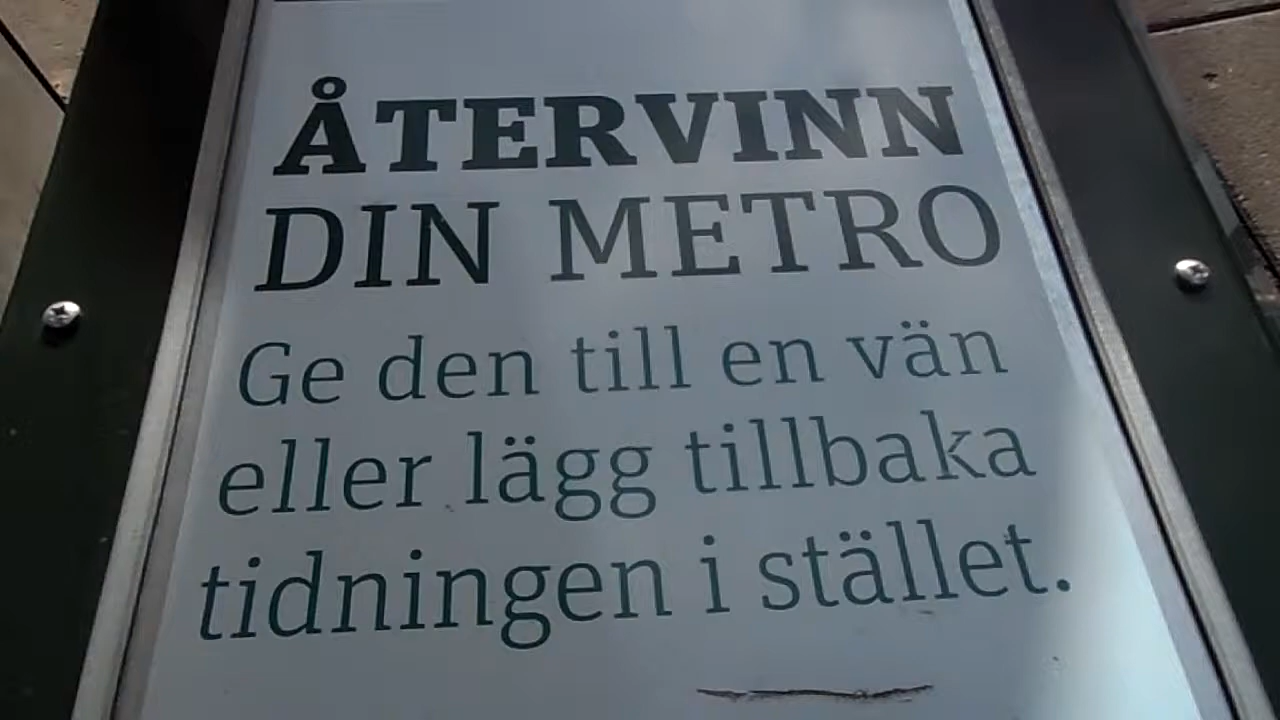 ÅTERVINN
DIN METRO
Ge den till en vän
eller lägg tillbaka
tidningen i stället.